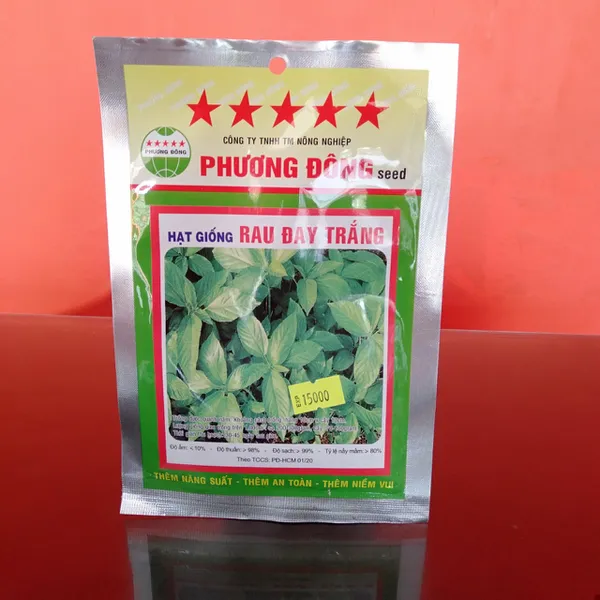 CÔNG TY TNHH TM NÔNG NGHIỆP
PHƯƠNG ĐÔNG
PHƯƠNG ĐÔNG seed
HẠT GIỐNG RAU ĐAY TRẮNG
15000
Độ ẩm: < 10% - Độ thuần: > 98% - Độ sạch: > 99% - Tỷ lệ nảy mầm: > 80%
Theo TCCS: PĐ-HCM 01/20
THÊM NĂNG SUẤT - THÊM AN TOÀN - THÊM NIỀM VUI